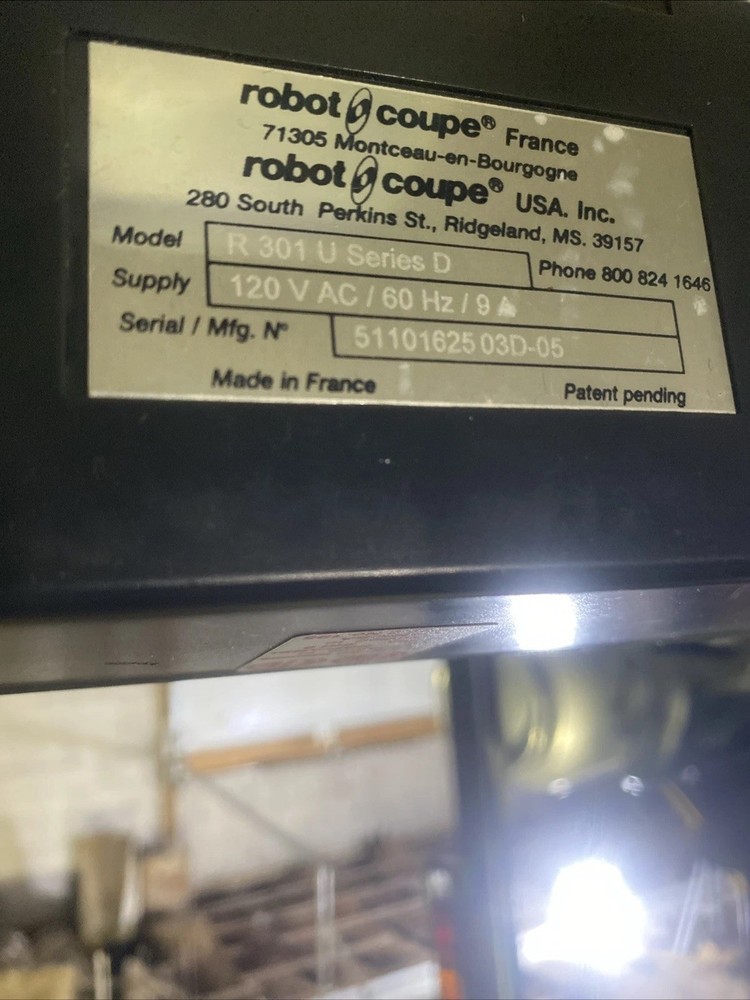 robot coupe® France
71305 Montceau-en-Bourgogne
robot coupe® USA. Inc.
280 South Perkins St., Ridgeland, MS. 39157
Model R 301 U Series D Phone 800 824 1646
Supply 120 V AC / 60 Hz / 9 A
Serial / Mfg. N° 5110162503D-05
Made in France Patent pending